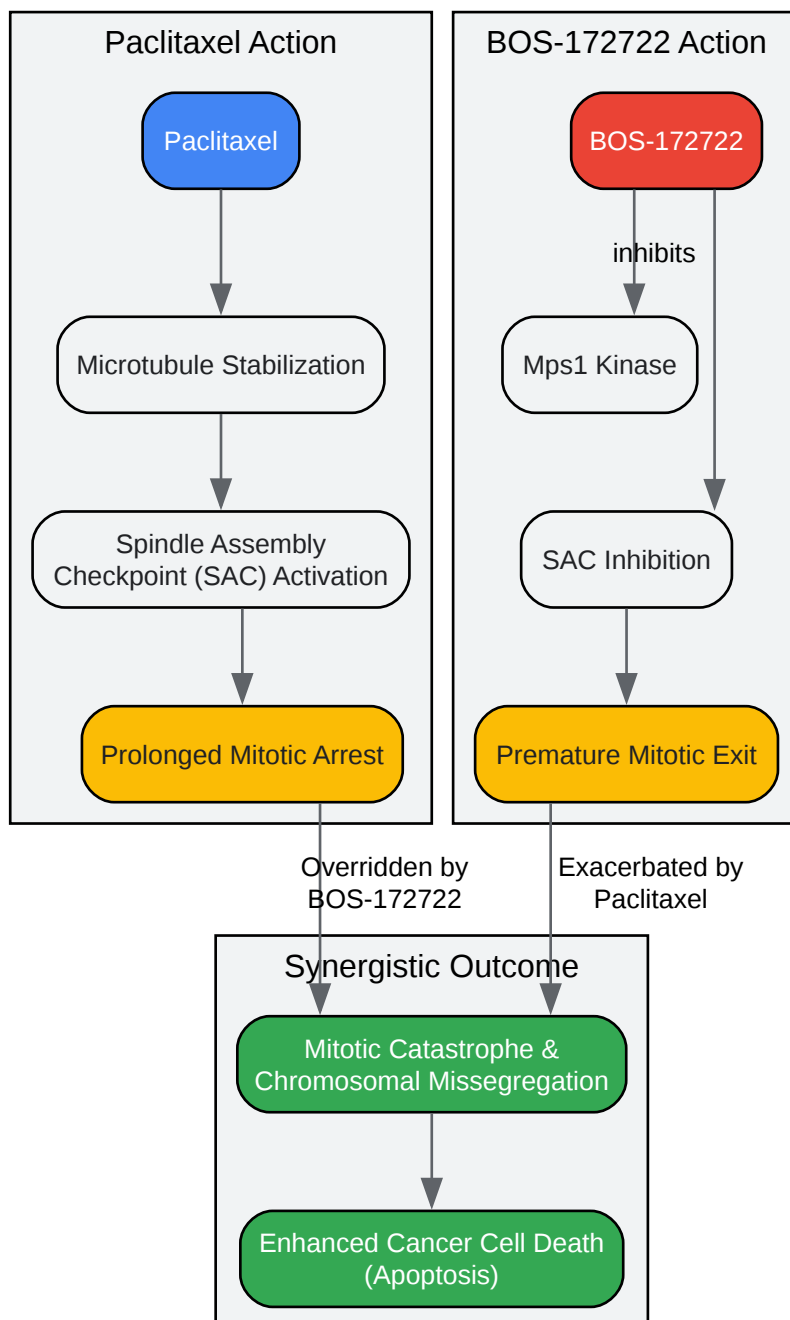 Paclitaxel Action
Paclitaxel
Microtubule Stabilization
Spindle Assembly
Checkpoint (SAC) Activation
Prolonged Mitotic Arrest
BOS-172722 Action
BOS-172722
inhibits
Mps1 Kinase
SAC Inhibition
Premature Mitotic Exit
Overridden by
BOS-172722
Exacerbated by
Paclitaxel
Synergistic Outcome
Mitotic Catastrophe &
Chromosomal Missegregation
Enhanced Cancer Cell Death
(Apoptosis)